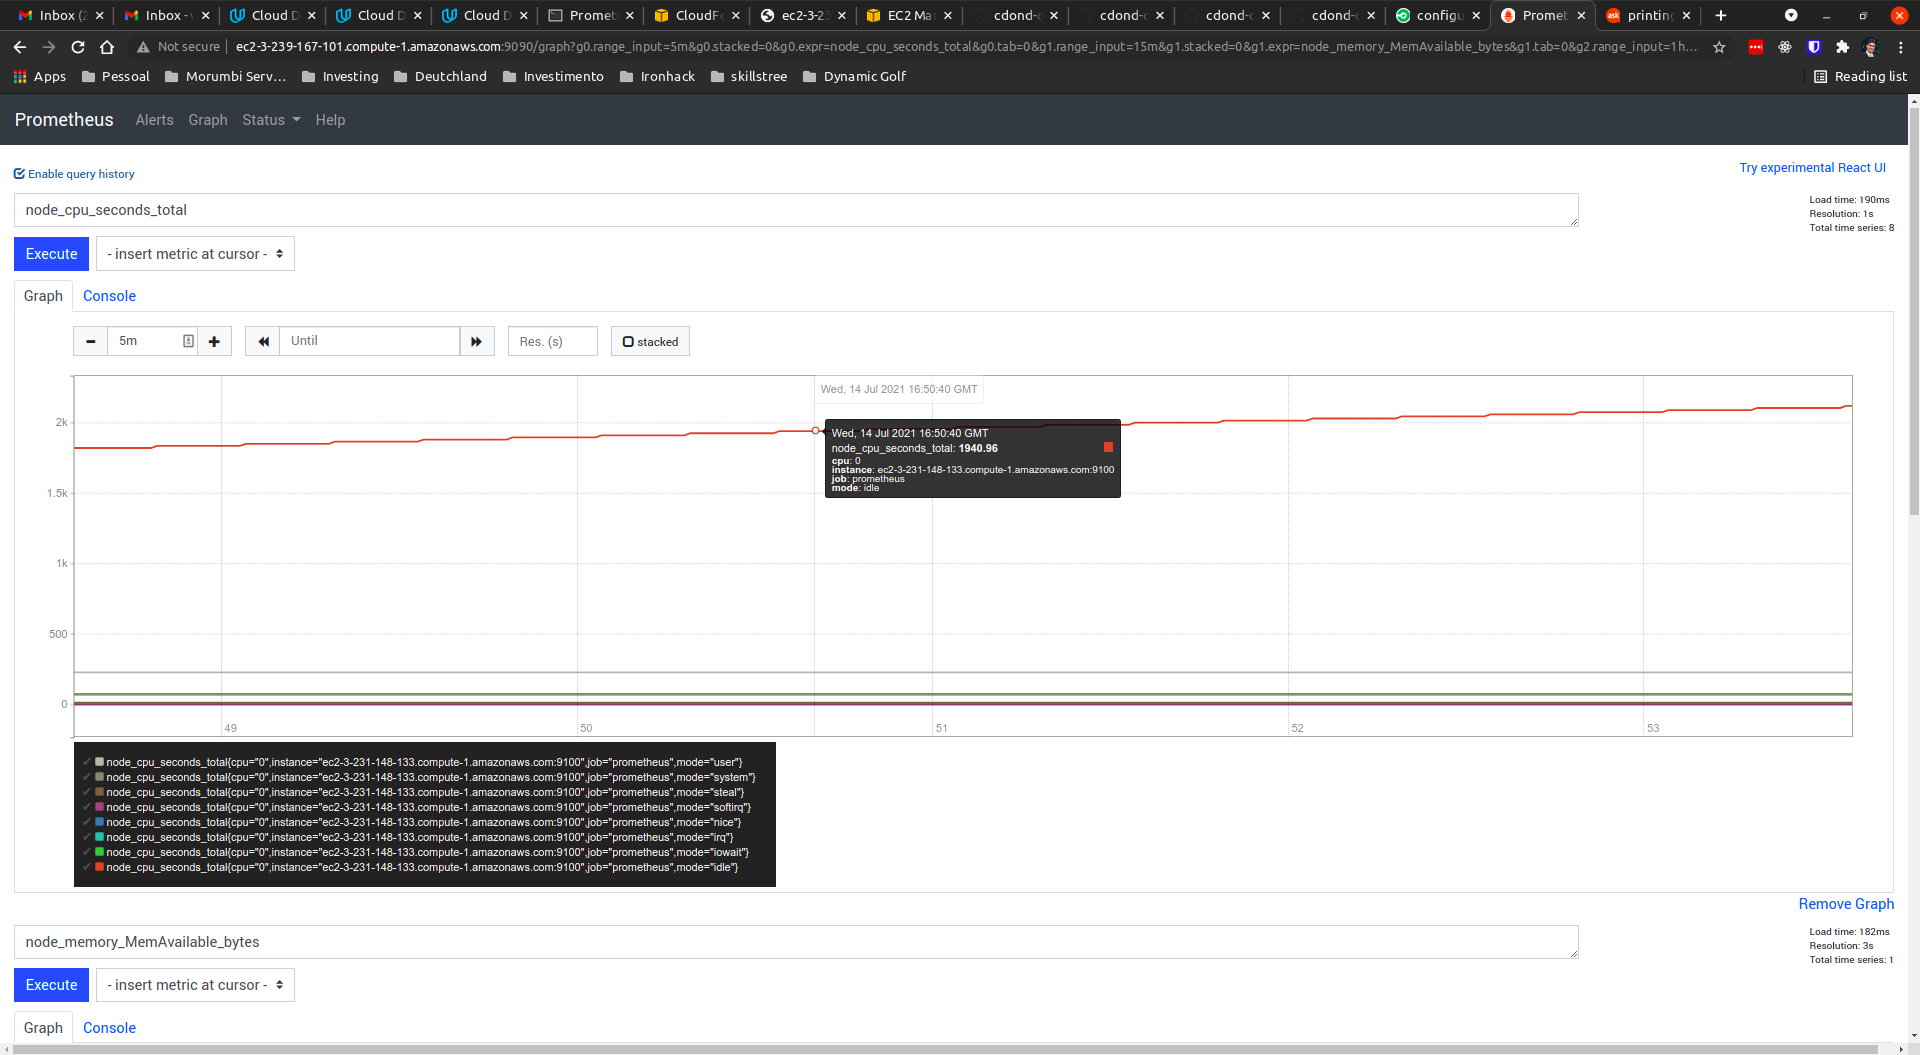 Inbox (2
Inbox - v
Cloud D
Cloud D
Cloud D
Promet
CloudFo
ec2-3-23
EC2 Ma
cdond-c
cdond-c
cdond-c
cdond-c
configu
Promet
printing
Not secure
ec2-3-239-167-101.compute-1.amazonaws.com:9090/graph?g0.range_input=5m&g0.stacked=0&g0.expr=node_cpu_seconds_total&g0.tab=0&g1.range_input=15m&g1.stacked=0&g1.expr=node_memory_MemAvailable_bytes&g1.tab=0&g2.range_input=1h...
Apps
Pessoal
Morumbi Serv...
Investing
Deutchland
Investimento
Ironhack
skillstree
Dynamic Golf
Reading list
Prometheus
Alerts
Graph
Status
Help
Enable query history
Try experimental React UI
node_cpu_seconds_total
Load time: 190ms
Resolution: 1s
Total time series: 8
Execute
- insert metric at cursor -
Graph
Console
5m
Until
Res. (s)
stacked
Wed, 14 Jul 2021 16:50:40 GMT
Wed, 14 Jul 2021 16:50:40 GMT
node_cpu_seconds_total: 1940.96
cpu: 0
instance: ec2-3-231-148-133.compute-1.amazonaws.com:9100
job: prometheus
mode: idle
2k
1.5k
1k
500
0
49
50
51
52
53
node_cpu_seconds_total{cpu="0",instance="ec2-3-231-148-133.compute-1.amazonaws.com:9100",job="prometheus",mode="user"}
node_cpu_seconds_total{cpu="0",instance="ec2-3-231-148-133.compute-1.amazonaws.com:9100",job="prometheus",mode="system"}
node_cpu_seconds_total{cpu="0",instance="ec2-3-231-148-133.compute-1.amazonaws.com:9100",job="prometheus",mode="steal"}
node_cpu_seconds_total{cpu="0",instance="ec2-3-231-148-133.compute-1.amazonaws.com:9100",job="prometheus",mode="softirq"}
node_cpu_seconds_total{cpu="0",instance="ec2-3-231-148-133.compute-1.amazonaws.com:9100",job="prometheus",mode="nice"}
node_cpu_seconds_total{cpu="0",instance="ec2-3-231-148-133.compute-1.amazonaws.com:9100",job="prometheus",mode="irq"}
node_cpu_seconds_total{cpu="0",instance="ec2-3-231-148-133.compute-1.amazonaws.com:9100",job="prometheus",mode="iowait"}
node_cpu_seconds_total{cpu="0",instance="ec2-3-231-148-133.compute-1.amazonaws.com:9100",job="prometheus",mode="idle"}
Remove Graph
node_memory_MemAvailable_bytes
Load time: 182ms
Resolution: 3s
Total time series: 1
Execute
- insert metric at cursor -
Graph
Console